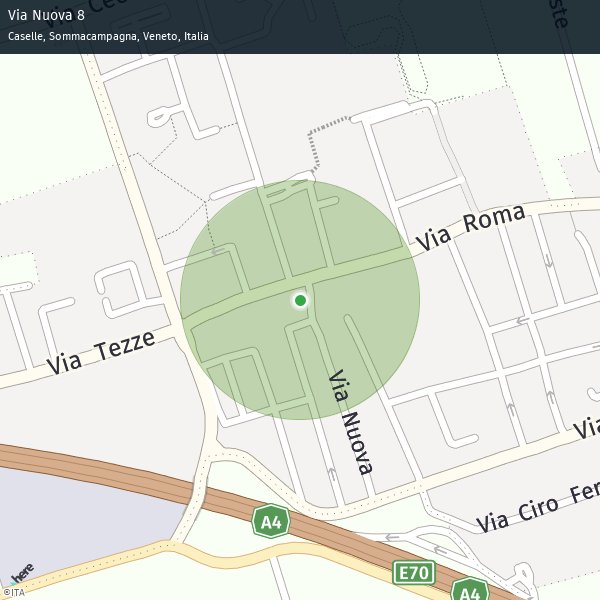 Via Nuova 8
Caselle, Sommacampagna, Veneto, Italia
Via
Via Roma
Via Tezze
Via Nuova
Via
Via Ciro
A4
E70
A4
here
©ITA